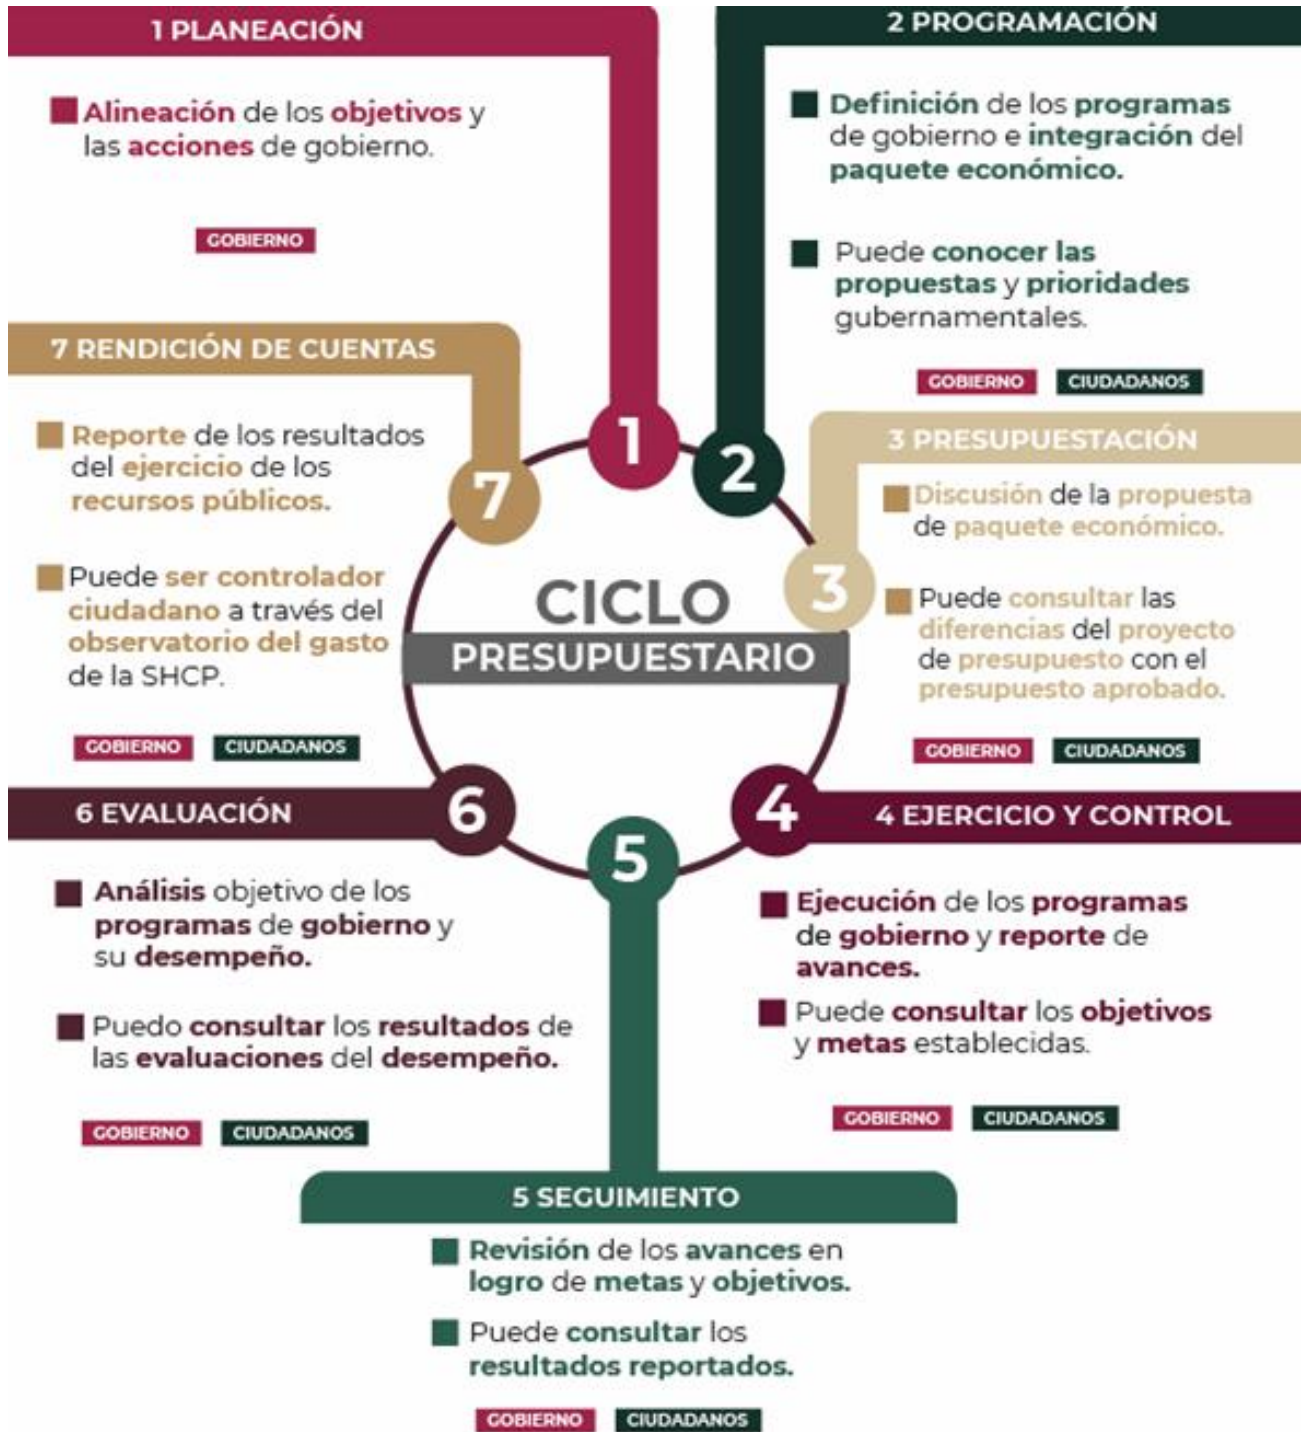 1 PLANEACIÓN
Alineación de los objetivos y
las acciones de gobierno.
GOBIERNO
2 PROGRAMACIÓN
Definición de los programas
de gobierno e integración del
paquete económico.
Puede conocer las
propuestas y prioridades
gubernamentales.
GOBIERNO CIUDADANOS
3 PRESUPUESTACIÓN
Discusión de la propuesta
de paquete económico.
Puede consultar las
diferencias del proyecto
de presupuesto con el
presupuesto aprobado.
GOBIERNO CIUDADANOS
4 EJERCICIO Y CONTROL
Ejecución de los programas
de gobierno y reporte de
avances.
Puede consultar los objetivos
y metas establecidas.
GOBIERNO CIUDADANOS
5 SEGUIMIENTO
Revisión de los avances en
logro de metas y objetivos.
Puede consultar los
resultados reportados.
GOBIERNO CIUDADANOS
6 EVALUACIÓN
Análisis objetivo de los
programas de gobierno y
su desempeño.
Puedo consultar los resultados de
las evaluaciones del desempeño.
GOBIERNO CIUDADANOS
7 RENDICIÓN DE CUENTAS
Reporte de los resultados
del ejercicio de los
recursos públicos.
Puede ser controlador
ciudadano a través del
observatorio del gasto
de la SHCP.
GOBIERNO CIUDADANOS
1
2
3
4
5
6
7
CICLO
PRESUPUESTARIO